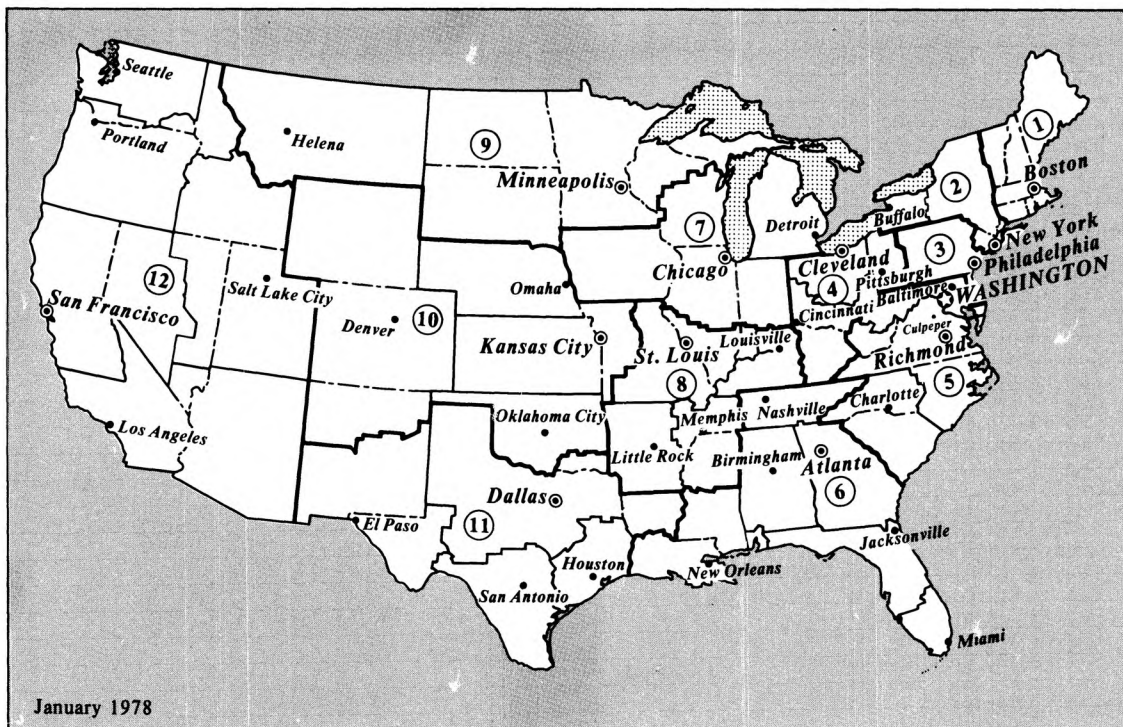 Seattle
Portland
Helena
9
Minneapolis
1
Boston
2
Buffalo
Detroit
7
Chicago
New York
3
Philadelphia
Cleveland
4
Pittsburgh
Baltimore
WASHINGTON
Cincinnati
12
San Francisco
Salt Lake City
Omaha
Denver
10
Kansas City
St. Louis
Louisville
Culpeper
Richmond
8
5
Charlotte
Memphis
Nashville
Los Angeles
Oklahoma City
Little Rock
Birmingham
Atlanta
6
Dallas
11
El Paso
Houston
San Antonio
New Orleans
Jacksonville
Miami
January 1978